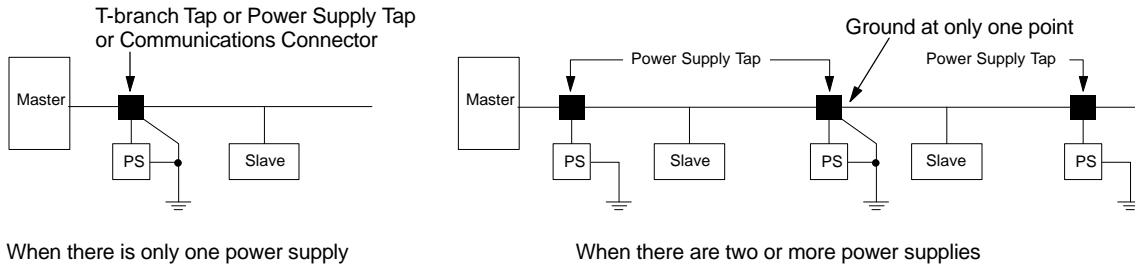 T-branch Tap or Power Supply Tap
or Communications Connector
Master
PS
Slave
When there is only one power supply
Ground at only one point
Power Supply Tap
Power Supply Tap
Master
PS
Slave
PS
Slave
PS
When there are two or more power supplies